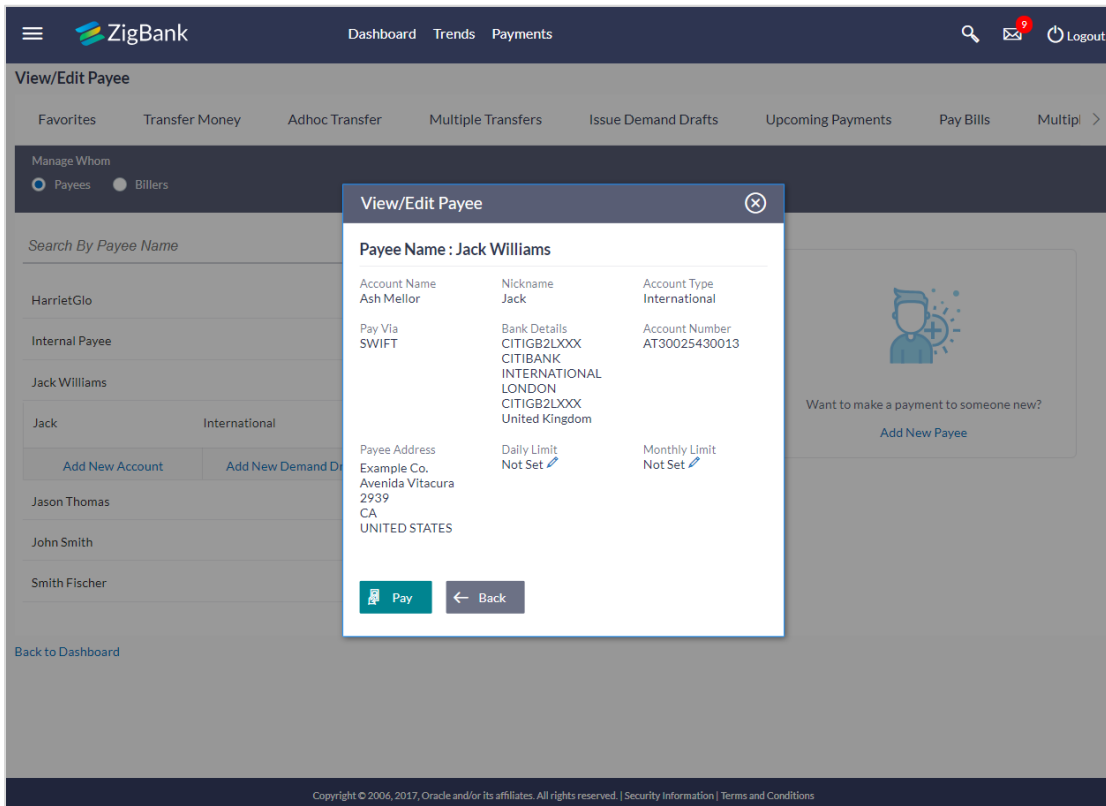 ZigBank
Dashboard Trends Payments
9
Logout
View/Edit Payee
Favorites Transfer Money Adhoc Transfer Multiple Transfers Issue Demand Drafts Upcoming Payments Pay Bills Multipl
Manage Whom
Payees Billers
Search By Payee Name
HarrietGlo
Internal Payee
Jack Williams
Jack International
Add New Account Add New Demand Dr
Jason Thomas
John Smith
Smith Fischer
View/Edit Payee
Payee Name : Jack Williams
Account Name Nickname Account Type
Ash Mellor Jack International
Pay Via Bank Details Account Number
SWIFT CITIGB2LXXX AT30025430013
CITIBANK
INTERNATIONAL
LONDON
CITIGB2LXXX
United Kingdom
Payee Address Daily Limit Monthly Limit
Example Co. Not Set Not Set
Avenida Vitacura
2939
CA
UNITED STATES
Pay Back
Want to make a payment to someone new?
Add New Payee
Back to Dashboard
Copyright © 2006, 2017, Oracle and/or its affiliates. All rights reserved. | Security Information | Terms and Conditions